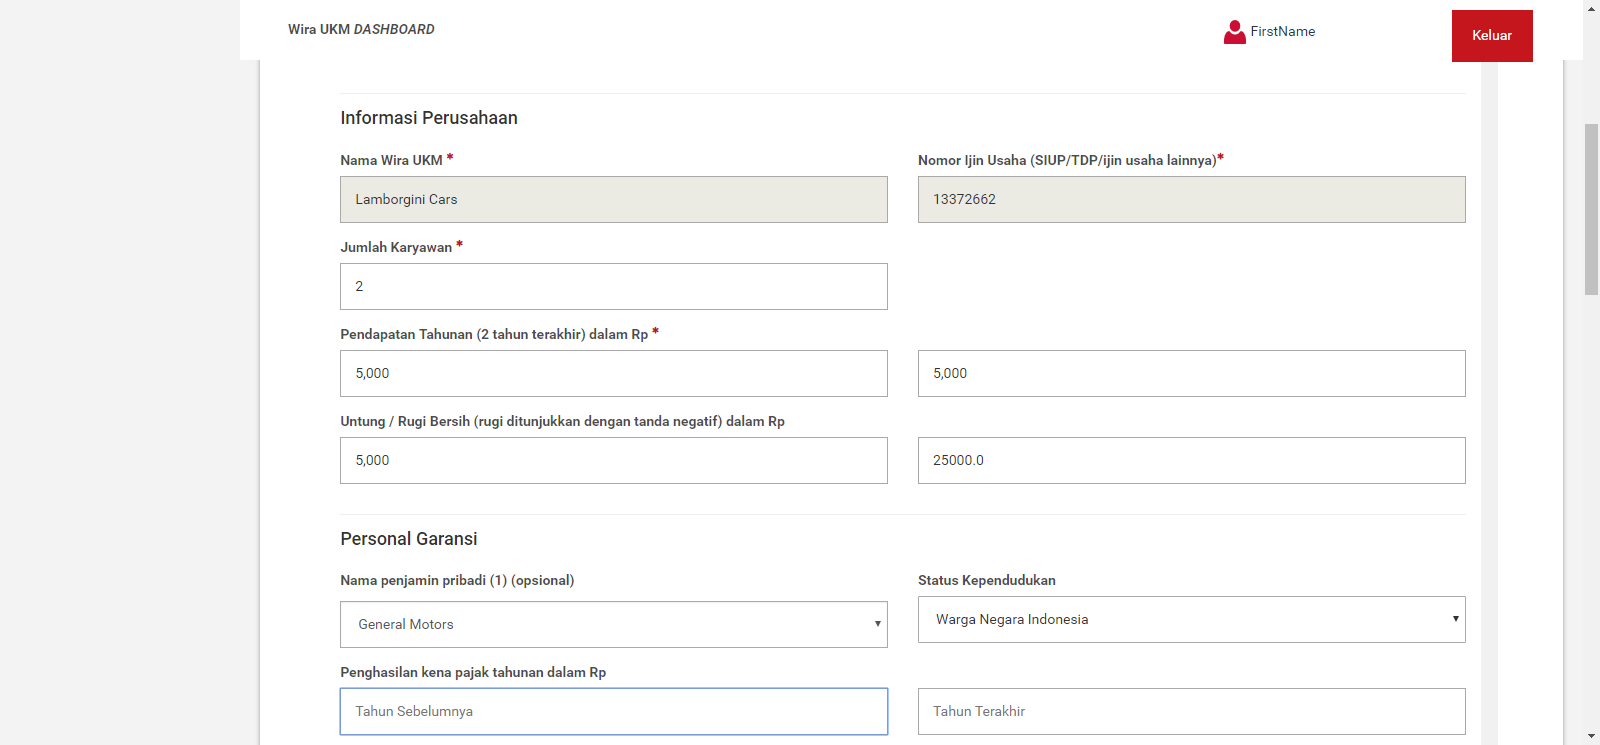 Wira UKM DASHBOARD
FirstName
Keluar
Informasi Perusahaan
Nama Wira UKM *
Nomor Ijin Usaha (SIUP/TDP/ijin usaha lainnya)*
Lamborgini Cars
13372662
Jumlah Karyawan *
2
Pendapatan Tahunan (2 tahun terakhir) dalam Rp *
5,000
5,000
Untung / Rugi Bersih (rugi ditunjukkan dengan tanda negatif) dalam Rp
5,000
25000.0
Personal Garansi
Nama penjamin pribadi (1) (opsional)
Status Kependudukan
General Motors
Warga Negara Indonesia
Penghasilan kena pajak tahunan dalam Rp
Tahun Sebelumnya
Tahun Terakhir